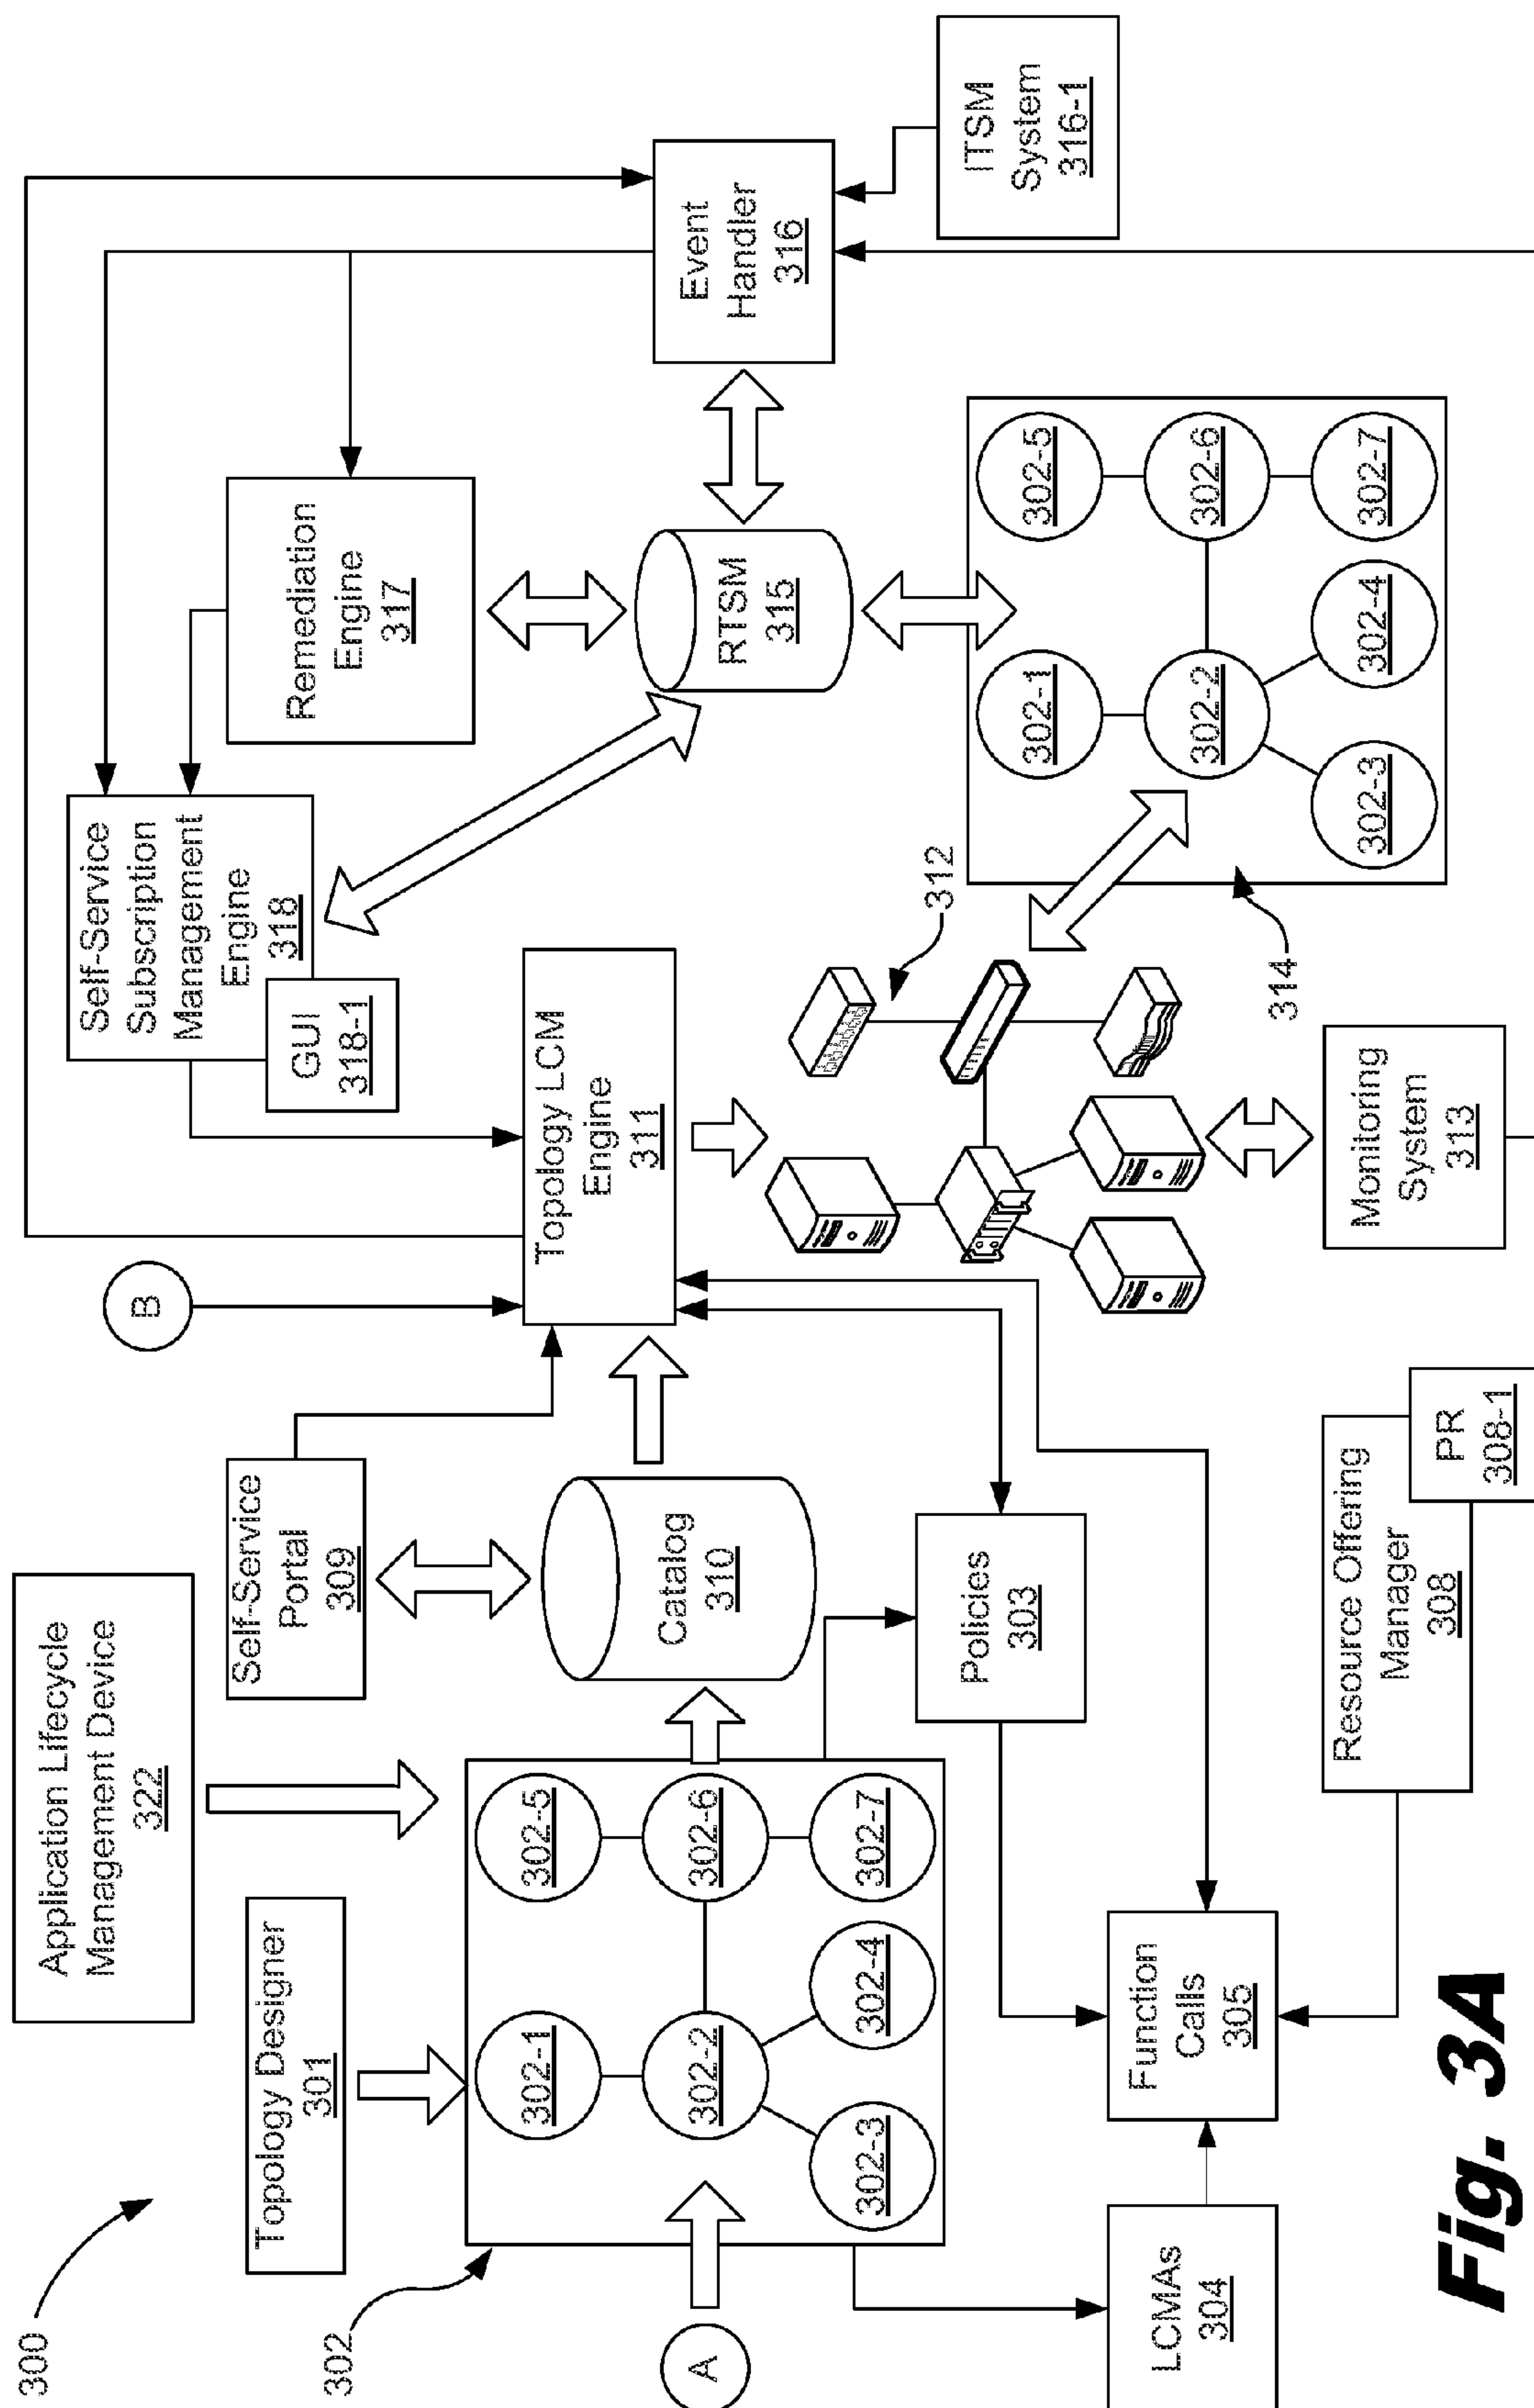 300
Application Lifecycle
Management Device
322
Topology Designer
301
302
302-1
302-2
302-3
302-4
302-5
302-6
302-7
A
LCMAs
304
Function
Calls
305
Policies
303
Resource Offering
Manager
308
PR
308-1
Self-Service
Portal
309
Catalog
310
B
Topology LCM
Engine
311
312
Monitoring
System
313
314
302-1
302-2
302-3
302-4
302-5
302-6
302-7
Self-Service
Subscription
Management
Engine
318
GUI
318-1
Remediation
Engine
317
RTSM
315
Event
Handler
316
ITSM
System
316-1
Fig. 3A